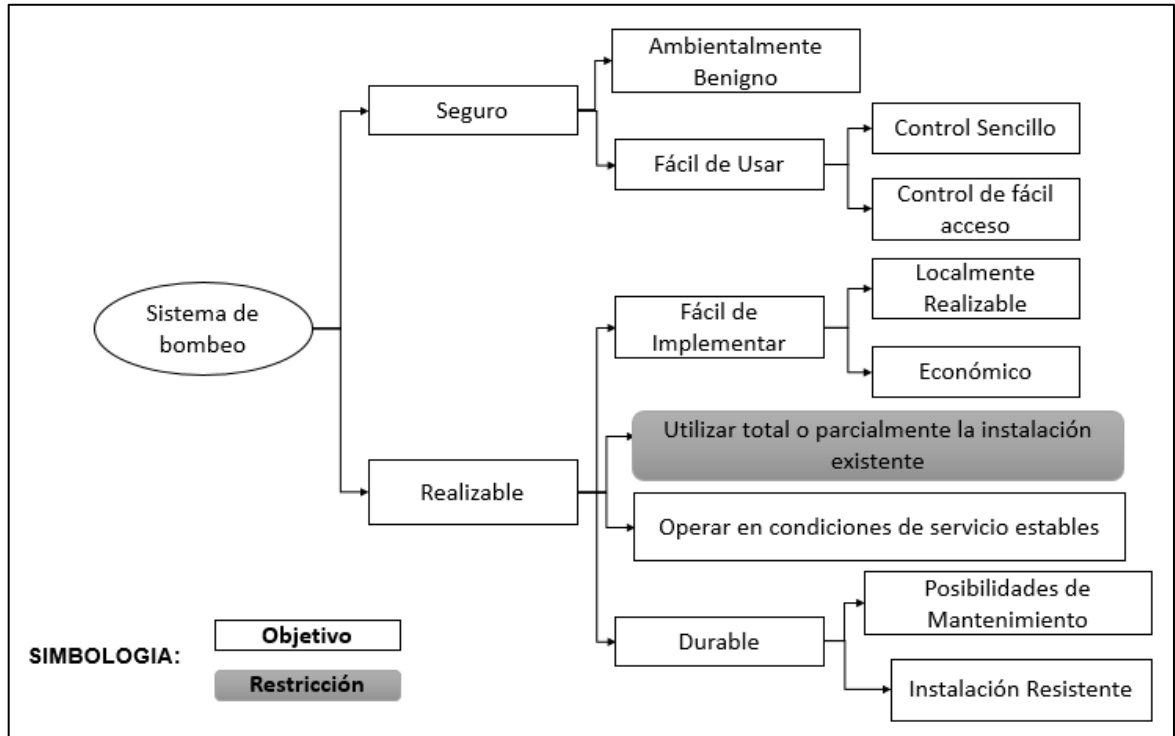 Ambientalmente
Benigno
Seguro
Control Sencillo
Fácil de Usar
Control de fácil
acceso
Localmente
Realizable
Sistema de
bombeo
Fácil de
Implementar
Económico
Utilizar total o parcialmente la instalación
existente
Realizable
Operar en condiciones de servicio estables
Posibilidades de
Mantenimiento
Durable
Instalación Resistente
SIMBOLOGIA:
Objetivo
Restricción